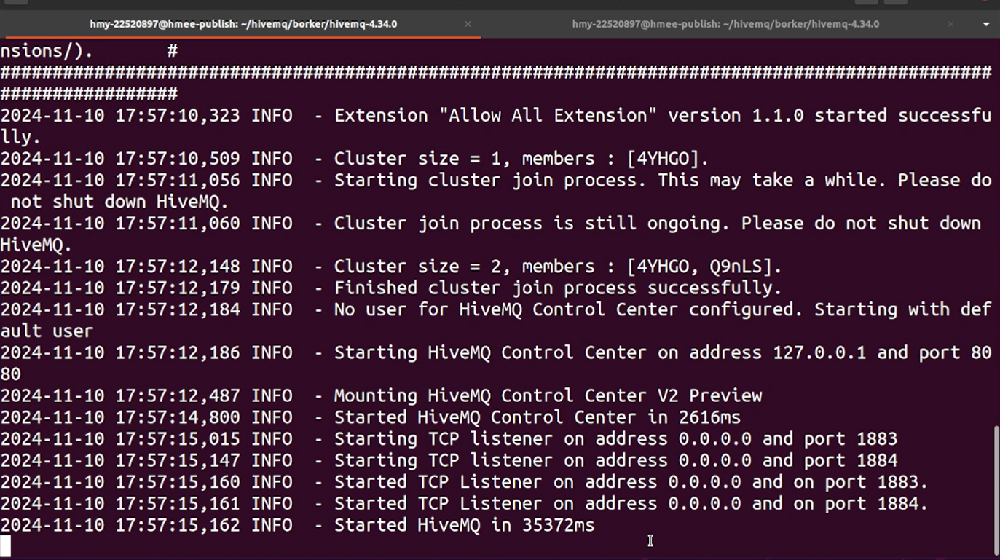 hmy-22520897@hmee-publish: ~/hivemq/borker/hivemq-4.34.0
hmy-22520897@hmee-publish: ~/hivemq/borker/hivemq-4.34.0
nsions/). #
###############################################################################################
#################
2024-11-10 17:57:10,323 INFO - Extension "Allow All Extension" version 1.1.0 started successfu
lly.
2024-11-10 17:57:10,509 INFO - Cluster size = 1, members : [4YHGO].
2024-11-10 17:57:11,056 INFO - Starting cluster join process. This may take a while. Please do
not shut down HiveMQ.
2024-11-10 17:57:11,060 INFO - Cluster join process is still ongoing. Please do not shut down
HiveMQ.
2024-11-10 17:57:12,148 INFO - Cluster size = 2, members : [4YHGO, Q9nLS].
2024-11-10 17:57:12,179 INFO - Finished cluster join process successfully.
2024-11-10 17:57:12,184 INFO - No user for HiveMQ Control Center configured. Starting with def
ault user
2024-11-10 17:57:12,186 INFO - Starting HiveMQ Control Center on address 127.0.0.1 and port 80
80
2024-11-10 17:57:12,487 INFO - Mounting HiveMQ Control Center V2 Preview
2024-11-10 17:57:14,800 INFO - Started HiveMQ Control Center in 2616ms
2024-11-10 17:57:15,015 INFO - Starting TCP listener on address 0.0.0.0 and port 1883
2024-11-10 17:57:15,147 INFO - Starting TCP listener on address 0.0.0.0 and port 1884
2024-11-10 17:57:15,160 INFO - Started TCP Listener on address 0.0.0.0 and on port 1883.
2024-11-10 17:57:15,161 INFO - Started TCP Listener on address 0.0.0.0 and on port 1884.
2024-11-10 17:57:15,162 INFO - Started HiveMQ in 35372ms